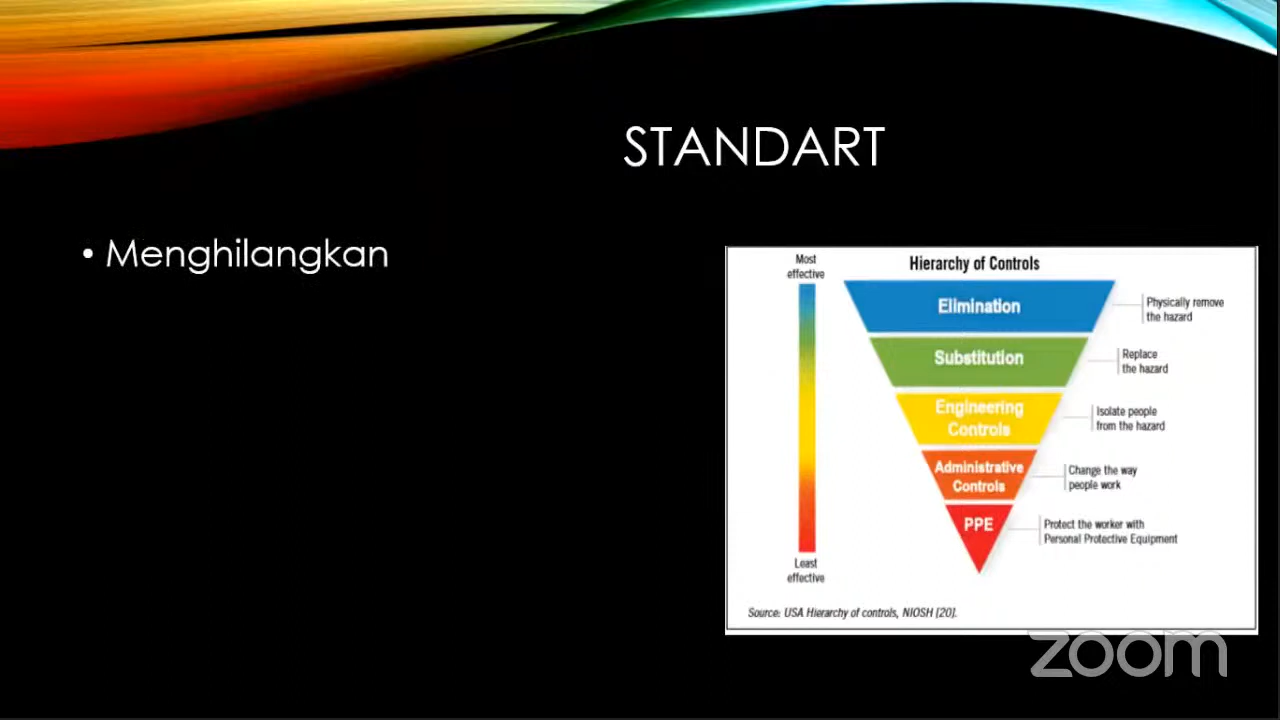 STANDART
• Menghilangkan
Most
effective
Hierarchy of Controls
Elimination
Physically remove
the hazard
Substitution
Replace
the hazard
Engineering
Controls
Isolate people
from the hazard
Administrative
Controls
Change the way
people work
PPE
Protect the worker with
Personal Protective Equipment
Least
effective
Source: USA Hierarchy of controls, NIOSH [20].
zoom